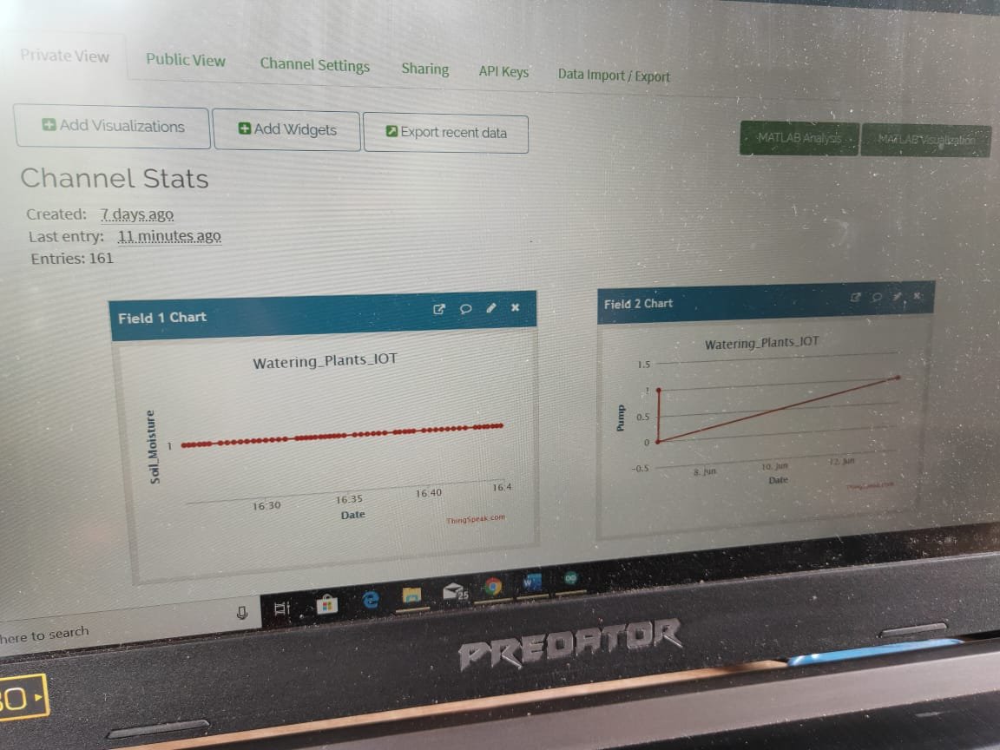 Private View Public View Channel Settings Sharing API Keys Data Import / Export
Add Visualizations Add Widgets Export recent data MATLAB Analysis MATLAB Visualization
Channel Stats
Created: 7 days ago
Last entry: 11 minutes ago
Entries: 161
Field 1 Chart
Watering_Plants_IOT
Soil_Moisture
1
16:30 16:35 16:40 16:4
Date
ThingSpeak.com
Field 2 Chart
Watering_Plants_IOT
Pump
1.5
1
0.5
0
-0.5
8. Jun 10. Jun 12. Jun
Date
ThingSpeak.com
here to search
25
PREDATOR